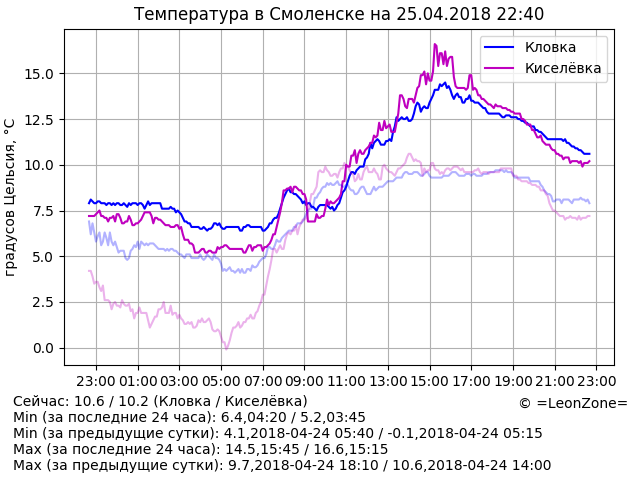 Температура в Смоленске на 25.04.2018 22:40
Кловка
Киселёвка
градусов Цельсия, °C
15.0
12.5
10.0
7.5
5.0
2.5
0.0
23:00 01:00 03:00 05:00 07:00 09:00 11:00 13:00 15:00 17:00 19:00 21:00 23:00
Сейчас: 10.6 / 10.2 (Кловка / Киселёвка)
© =LeonZone=
Min (за последние 24 часа): 6.4,04:20 / 5.2,03:45
Min (за предыдущие сутки): 4.1,2018-04-24 05:40 / -0.1,2018-04-24 05:15
Max (за последние 24 часа): 14.5,15:45 / 16.6,15:15
Max (за предыдущие сутки): 9.7,2018-04-24 18:10 / 10.6,2018-04-24 14:00